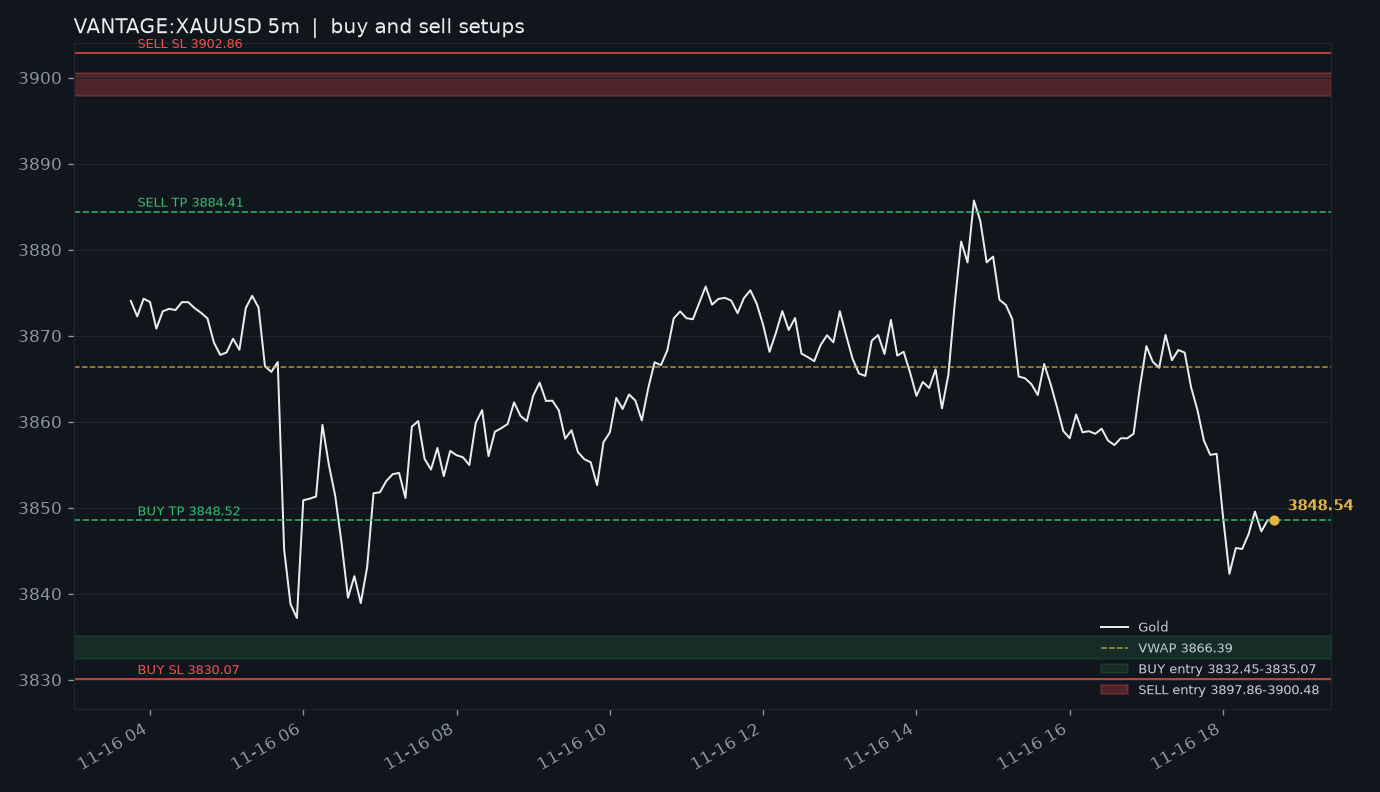 VANTAGE:XAUUSD 5m | buy and sell setups
SELL SL 3902.86
3900
3890
SELL TP 3884.41
3880
3870
3860
3850
BUY TP 3848.52
3848.54
3840
3830
BUY SL 3830.07
Gold
VWAP 3866.39
BUY entry 3832.45-3835.07
SELL entry 3897.86-3900.48
11-16 04
11-16 06
11-16 08
11-16 10
11-16 12
11-16 14
11-16 16
11-16 18